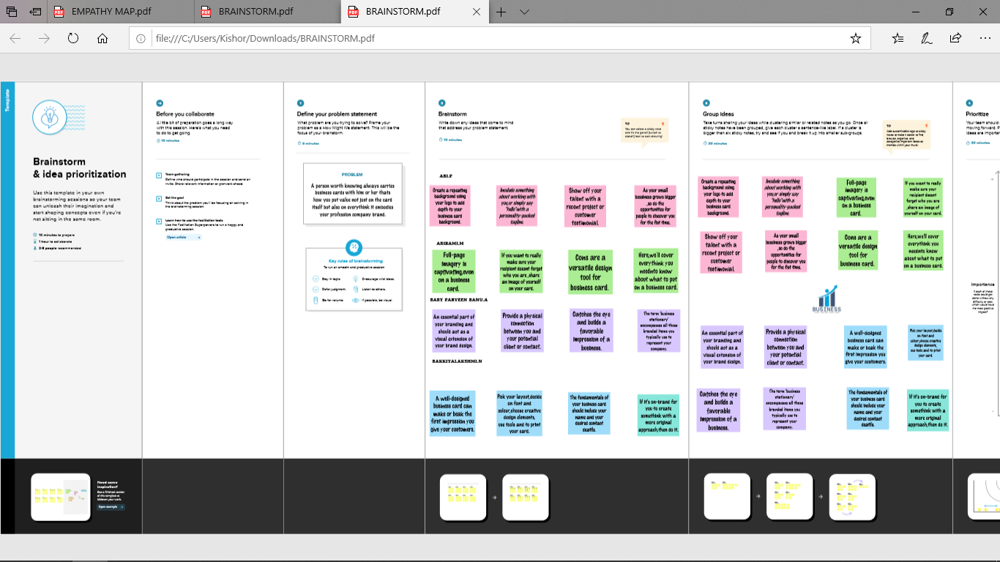 EMPATHY MAP.pdf
BRAINSTORM.pdf
BRAINSTORM.pdf
file:///C:/Users/Kishor/Downloads/BRAINSTORM.pdf
Template
Brainstorm
& idea prioritization
Use this template in your own
brainstorming sessions so your team
can unleash their imagination and
start shaping concepts even if you're
not sitting in the same room.
10 minutes to prepare
1 hour to collaborate
2-8 people recommended
Need some
inspiration?
See a finished version
of this template to
kickstart your work.
Open example
Before you collaborate
A little bit of preparation goes a long way
with this session. Here's what you need
to do to get going.
10 minutes
Team gathering
Define who should participate in the session and send an
invite. Share relevant information or pre-work ahead.
Set the goal
Think about the problem you'll be focusing on solving in
the brainstorming session.
Learn how to use the facilitation tools
Use the Facilitation Superpowers to run a happy and
productive session.
Open article
Define your problem statement
What problem are you trying to solve? Frame your
problem as a How Might We statement. This will be the
focus of your brainstorm.
5 minutes
PROBLEM
A person worth knowing always carries
business cards with him or her thats
how you put value not just on the card
itself but also on everythink it embodies
your profession company brand.
Key rules of brainstorming
To run an smooth and productive session
Stay in topic.
Encourage wild ideas.
Defer judgment.
Listen to others.
Go for volume.
If possible, be visual.
Brainstorm
Write down any ideas that come to mind
that address your problem statement.
10 minutes
TIP
You can select a sticky note
and hit the pencil [switch to
sketch] icon to start drawing!
ABI.P
Create a repeating
background using
your logo to add
depth to your
business card
background.
Involve something
about working with
you,or simply say
"hello"with a
personality-packed
tagline.
Show off your
talent with a
recent project or
customer
testimonial.
As your small
business grows bigger
,so do the
opportunities for
people to discover you
for the fist time.
ABIRAMI.M
Full-page
imagery is
captivating,even
on a business
card.
If you want to really
make sure your
recipient doesnt forget
who you are ,share
an image of yourself
on your card.
Cons are a
versatile design
tool for
business card.
Here,we'll cover
everythink you
needinto know
about what to put
on a business card.
BABY PARVEEN BANU.A
An essential part of
your branding and
should act as a
visual extension of
your brand design.
Provide a physical
connection
between you and
your potential
client or contact.
Catches the eye
and builds a
favorable
impression of a
business.
The term 'business
stationery'
encompasses all those
branded items you
typically use to
represent your
company.
BAKKIYALAKSHMI.N
A well-designed
business card can
make or beak the
first impression you
give your customers.
Pick your layout,decide
on font and
colour,choose creative
design elements,
use tools and to print
your card.
The fundamentals of
your business card
should include your
name and your
desired contact
deatils.
If it's on-brand for
you to create
somethink with a
more original
approach,then do it.
Group ideas
Take turns sharing your ideas while clustering similar or related notes as you go. Once all
sticky notes have been grouped, give each cluster a sentence-like label. If a cluster is
bigger than six sticky notes, try and see if you and break it up into smaller sub-groups.
20 minutes
TIP
Add customizable tags to sticky
notes to make it easier to find,
browse, organize, and
categorize important ideas as
themes within your mural.
Create a repeating
background using
your logo to add
depth to your
business card
background.
Involve something
about working with
you,or simply say
"hello"with a
personality-packed
tagline.
Full-page
imagery is
captivating,even
on a business
card.
If you want to really
make sure your
recipient doesnt
forget who you are
,share an image of
yourself on your card.
Show off your
talent with a
recent project or
customer
testimonial.
As your small
business grows bigger
,so do the
opportunities for
people to discover you
for the fist time.
Cons are a
versatile design
tool for
business card.
Here,we'll cover
everythink you
needinto know
about what to put
on a business card.
BUSINESS
An essential part of
your branding and
should act as a
visual extension of
your brand design.
Provide a physical
connection
between you and
your potential
client or contact.
A well-designed
business card can
make or beak the
first impression you
give your customers.
Pick your layout,decide
on font and
colour,choose creative
design elements,
use tools and to print
your card.
Catches the eye
and builds a
favorable
impression of a
business.
The term 'business
stationery'
encompasses all those
branded items you
typically use to
represent your
company.
The fundamentals of
your business card
should include your
name and your
desired contact
deatils.
If it's on-brand for
you to create
somethink with a
more original
approach,then do it.
Prioritize
Your team should
moving forward.
ideas are important
20 minutes
Importance